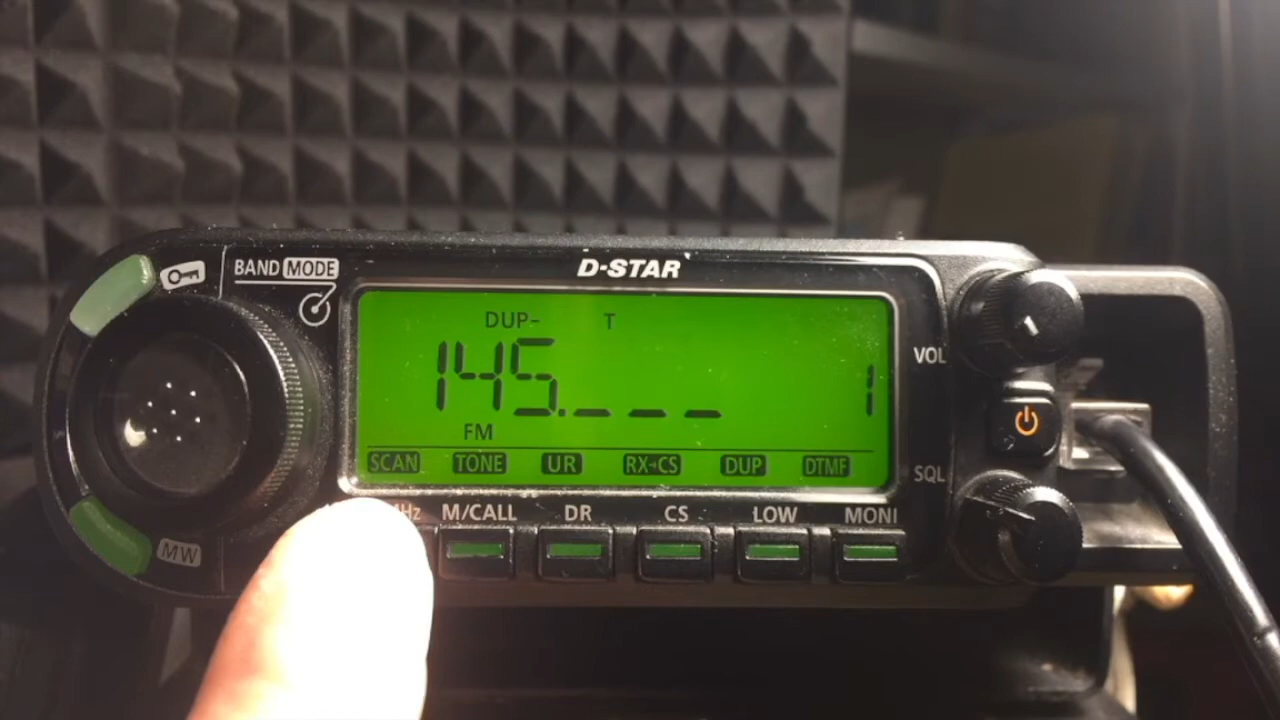 D-STAR
BAND MODE
DUP- T
145.___ 1
FM
SCAN TONE UR RX→CS DUP DTMF
VOL
SQL
MHz M/CALL DR CS LOW MONI
MW